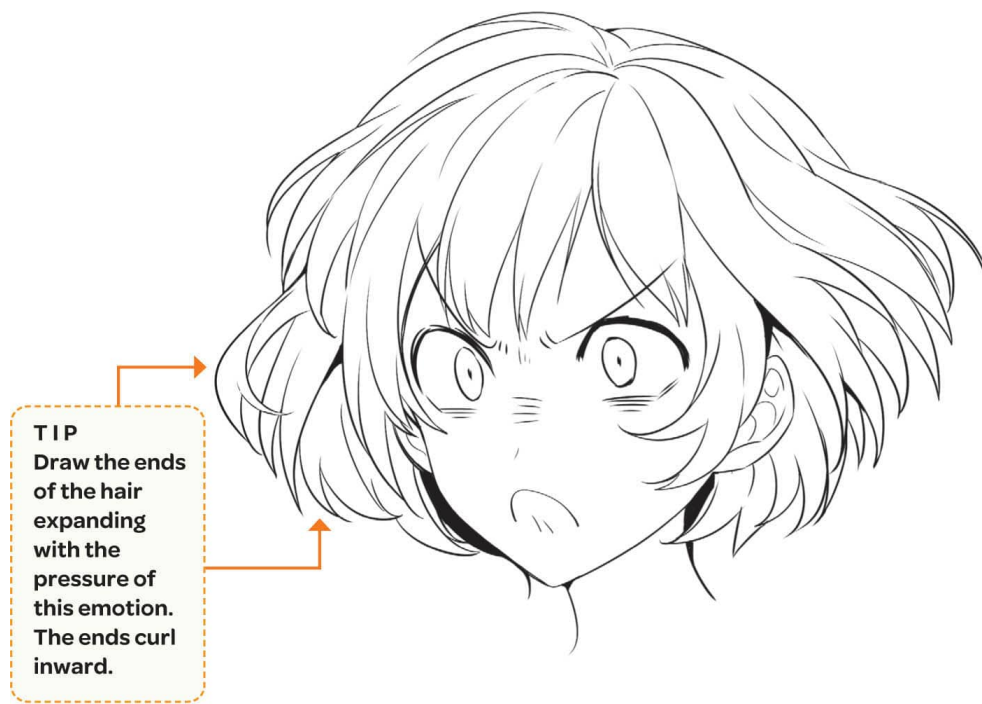 TIP
Draw the ends
of the hair
expanding
with the
pressure of
this emotion.
The ends curl
inward.